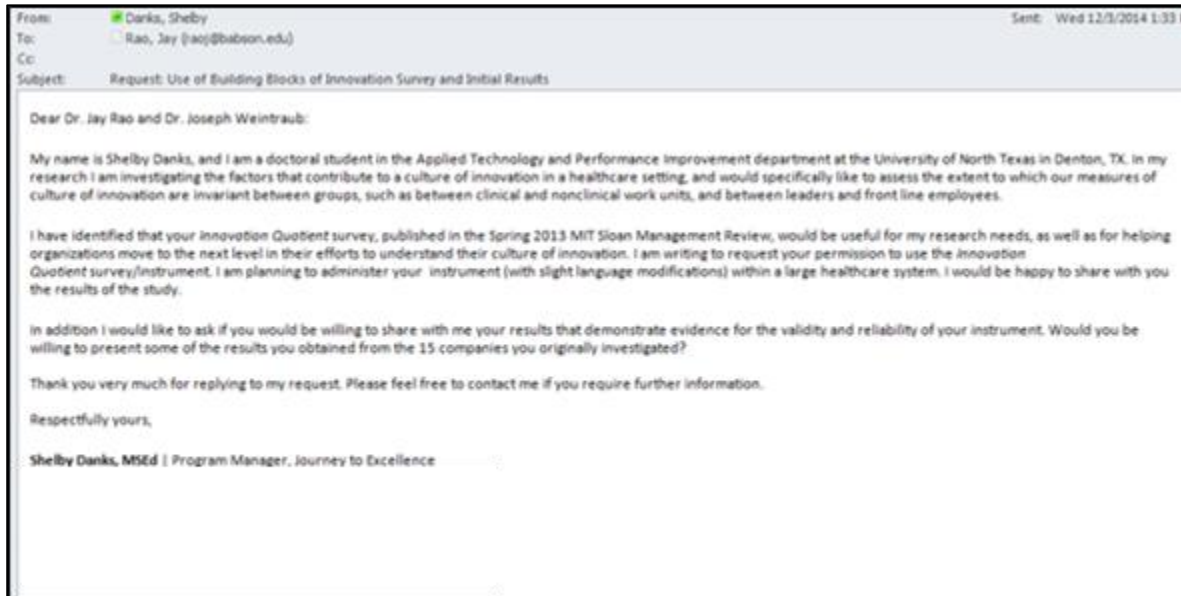 From: Danks, Shelby Sent: Wed 12/3/2014 1:33
To: Rao, Jay (raoj@babson.edu)
Cc:
Subject: Request: Use of Building Blocks of Innovation Survey and Initial Results
Dear Dr. Jay Rao and Dr. Joseph Weintraub:
My name is Shelby Danks, and I am a doctoral student in the Applied Technology and Performance Improvement department at the University of North Texas in Denton, TX. In my
research I am investigating the factors that contribute to a culture of innovation in a healthcare setting, and would specifically like to assess the extent to which our measures of
culture of innovation are invariant between groups, such as between clinical and nonclinical work units, and between leaders and front line employees.
I have identified that your Innovation Quotient survey, published in the Spring 2013 MIT Sloan Management Review, would be useful for my research needs, as well as for helping
organizations move to the next level in their efforts to understand their culture of innovation. I am writing to request your permission to use the Innovation
Quotient survey/instrument. I am planning to administer your instrument (with slight language modifications) within a large healthcare system. I would be happy to share with you
the results of the study.
In addition I would like to ask if you would be willing to share with me your results that demonstrate evidence for the validity and reliability of your instrument. Would you be
willing to present some of the results you obtained from the 15 companies you originally investigated?
Thank you very much for replying to my request. Please feel free to contact me if you require further information.
Respectfully yours,
Shelby Danks, MSEd | Program Manager, Journey to Excellence